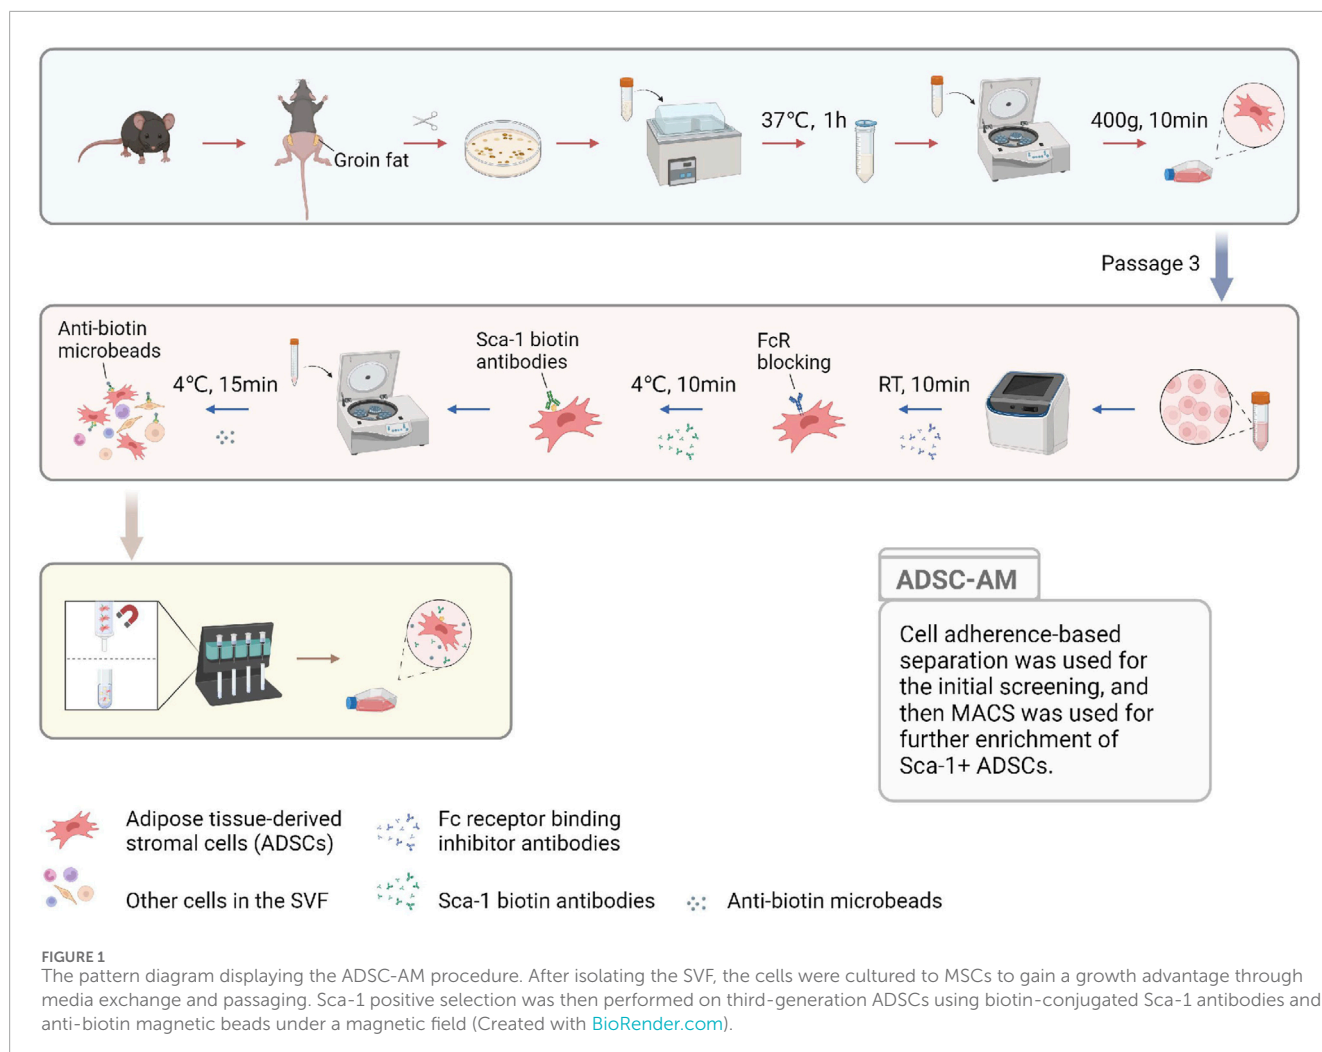 Groin fat
37℃, 1h
400g, 10min
Passage 3
Anti-biotin
microbeads
4℃, 15min
Sca-1 biotin
antibodies
4℃, 10min
FcR
blocking
RT, 10min
ADSC-AM
Cell adherence-based
separation was used for
the initial screening, and
then MACS was used for
further enrichment of
Sca-1+ ADSCs.
Adipose tissue-derived
stromal cells (ADSCs)
Fc receptor binding
inhibitor antibodies
Other cells in the SVF
Sca-1 biotin antibodies
Anti-biotin microbeads
FIGURE 1
The pattern diagram displaying the ADSC-AM procedure. After isolating the SVF, the cells were cultured to MSCs to gain a growth advantage through
media exchange and passaging. Sca-1 positive selection was then performed on third-generation ADSCs using biotin-conjugated Sca-1 antibodies and
anti-biotin magnetic beads under a magnetic field (Created with BioRender.com).